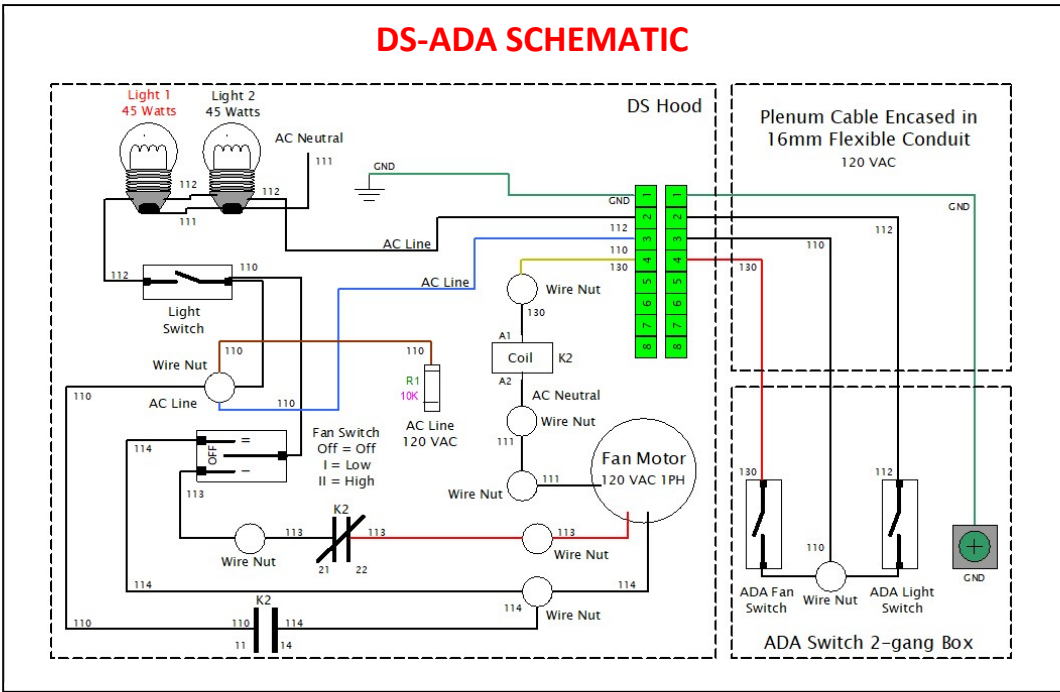 DS-ADA SCHEMATIC
Light 1
45 Watts
Light 2
45 Watts
AC Neutral
111
112
112
111
DS Hood
GND
GND
112
110
130
AC Line
AC Line
1
2
3
4
5
6
7
8
1
2
3
4
5
6
7
8
Plenum Cable Encased in
16mm Flexible Conduit
120 VAC
GND
112
110
130
112
110
Light
Switch
Wire Nut
130
Wire Nut
AC Line
110
110
110
110
R1
10K
AC Line
120 VAC
A1
Coil
K2
A2
AC Neutral
Wire Nut
111
Wire Nut
111
Fan Motor
120 VAC 1PH
114
OFF
=
−
113
Fan Switch
Off = Off
I = Low
II = High
K2
113
113
113
Wire Nut
21
22
Wire Nut
114
114
114
Wire Nut
K2
110
110
114
11
14
130
112
110
GND
ADA Fan
Switch
Wire Nut
ADA Light
Switch
ADA Switch 2-gang Box